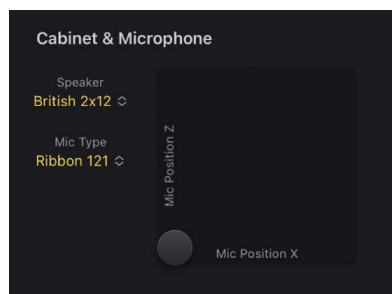 Cabinet & Microphone
Speaker
British 2x12
Mic Type
Ribbon 121
Mic Position Z
Mic Position X